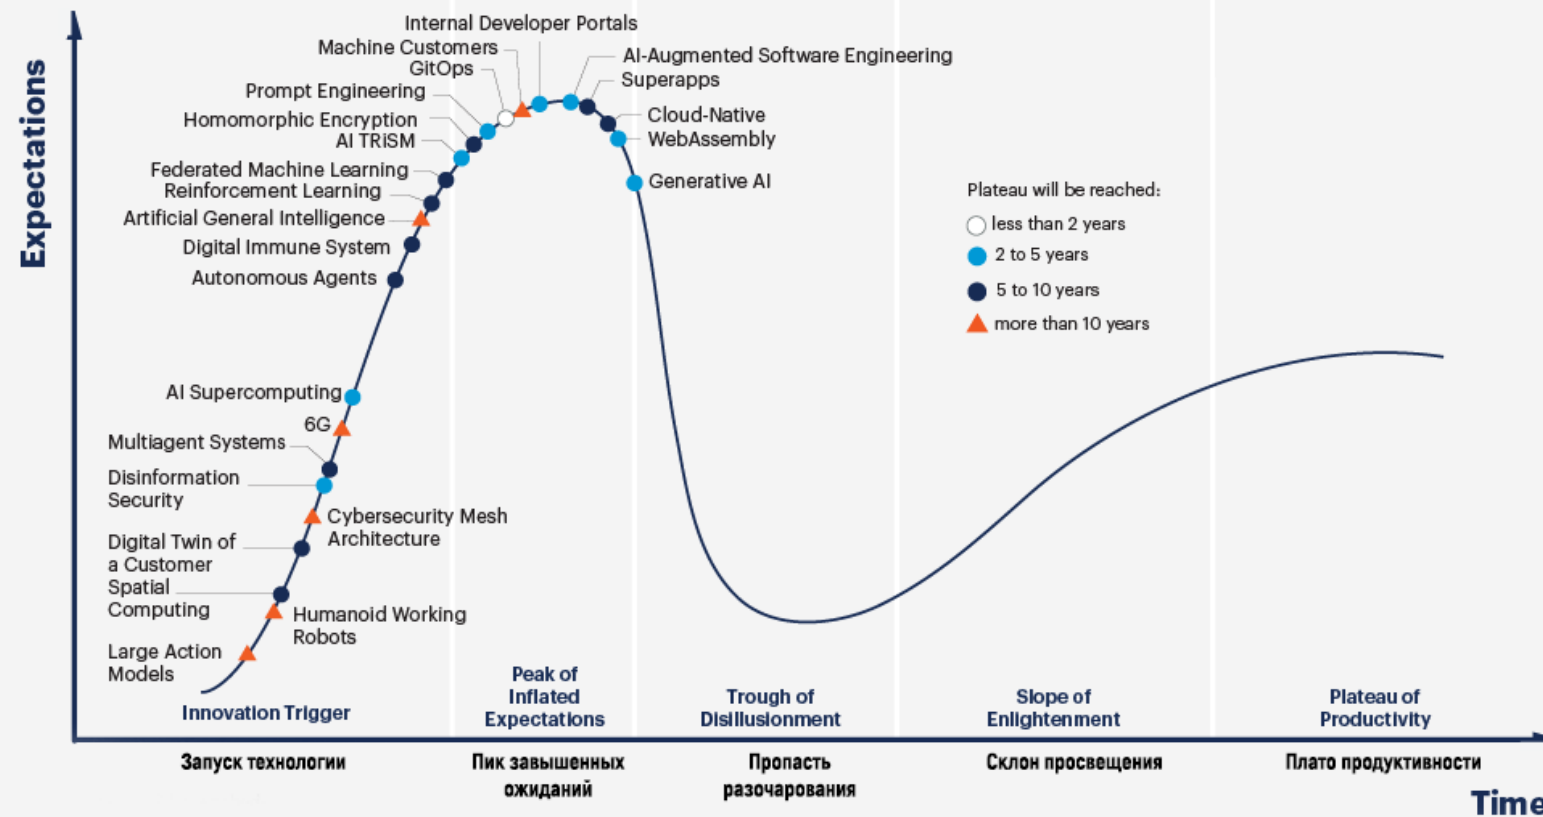 Expectations
Internal Developer Portals
Machine Customers
GitOps
Prompt Engineering
Homomorphic Encryption
AI TRiSM
Federated Machine Learning
Reinforcement Learning
Artificial General Intelligence
Digital Immune System
Autonomous Agents
AI Supercomputing
6G
Multiagent Systems
Disinformation
Security
Cybersecurity Mesh
Architecture
Digital Twin of
a Customer
Spatial
Computing
Humanoid Working
Robots
Large Action
Models
AI-Augmented Software Engineering
Superapps
Cloud-Native
WebAssembly
Generative AI
Plateau will be reached:
less than 2 years
2 to 5 years
5 to 10 years
more than 10 years
Innovation Trigger
Peak of
Inflated
Expectations
Trough of
Disillusionment
Slope of
Enlightenment
Plateau of
Productivity
Запуск технологии
Пик завышенных
ожиданий
Пропасть
разочарования
Склон просвещения
Плато продуктивности
Time